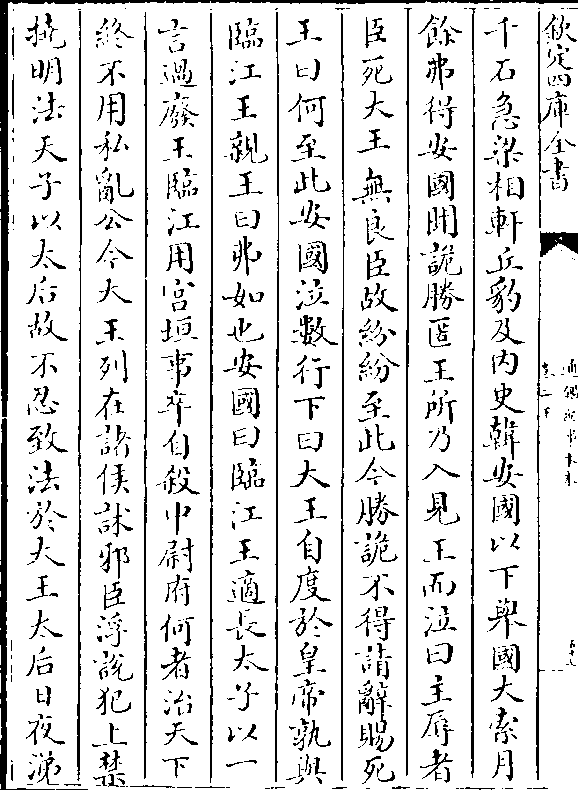 欽定四庫全書
通鑑紀事本末
卷二下
千石急梁相軒丘豹及内史韓安國以下舉國大索月
餘弗得安國聞詭勝匿王所乃入見王而泣曰主辱者
臣死大王無良臣故紛紛至此今勝詭不得請辭賜死
王曰何至此安國泣數行下曰大王自度於皇帝孰與
臨江王親王曰弗如也安國曰臨江王適長太子以一
言過廢王臨江用宫垣事卒自殺中尉府何者治天下
終不用私亂公今大王列在諸侯訹邪臣浮說犯上禁
撓明法天子以太后故不忍致法於大王太后日夜涕